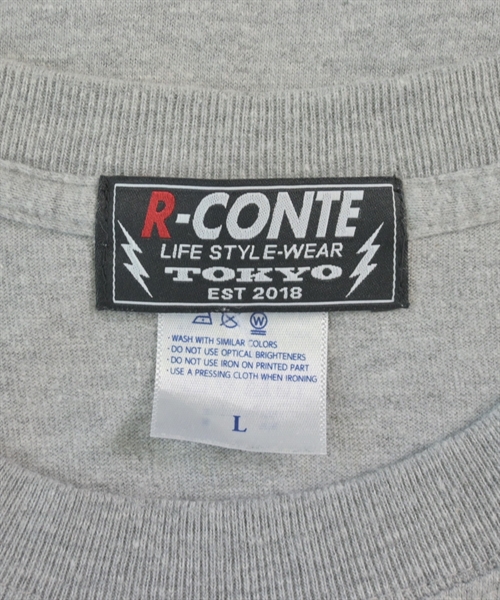 R-CONTE
LIFE STYLE-WEAR
TOKYO
EST 2018
W
· WASH WITH SIMILAR COLORS
· DO NOT USE OPTICAL BRIGHTENERS
· DO NOT USE IRON ON PRINTED PART
· USE A PRESSING CLOTH WHEN IRONING
L